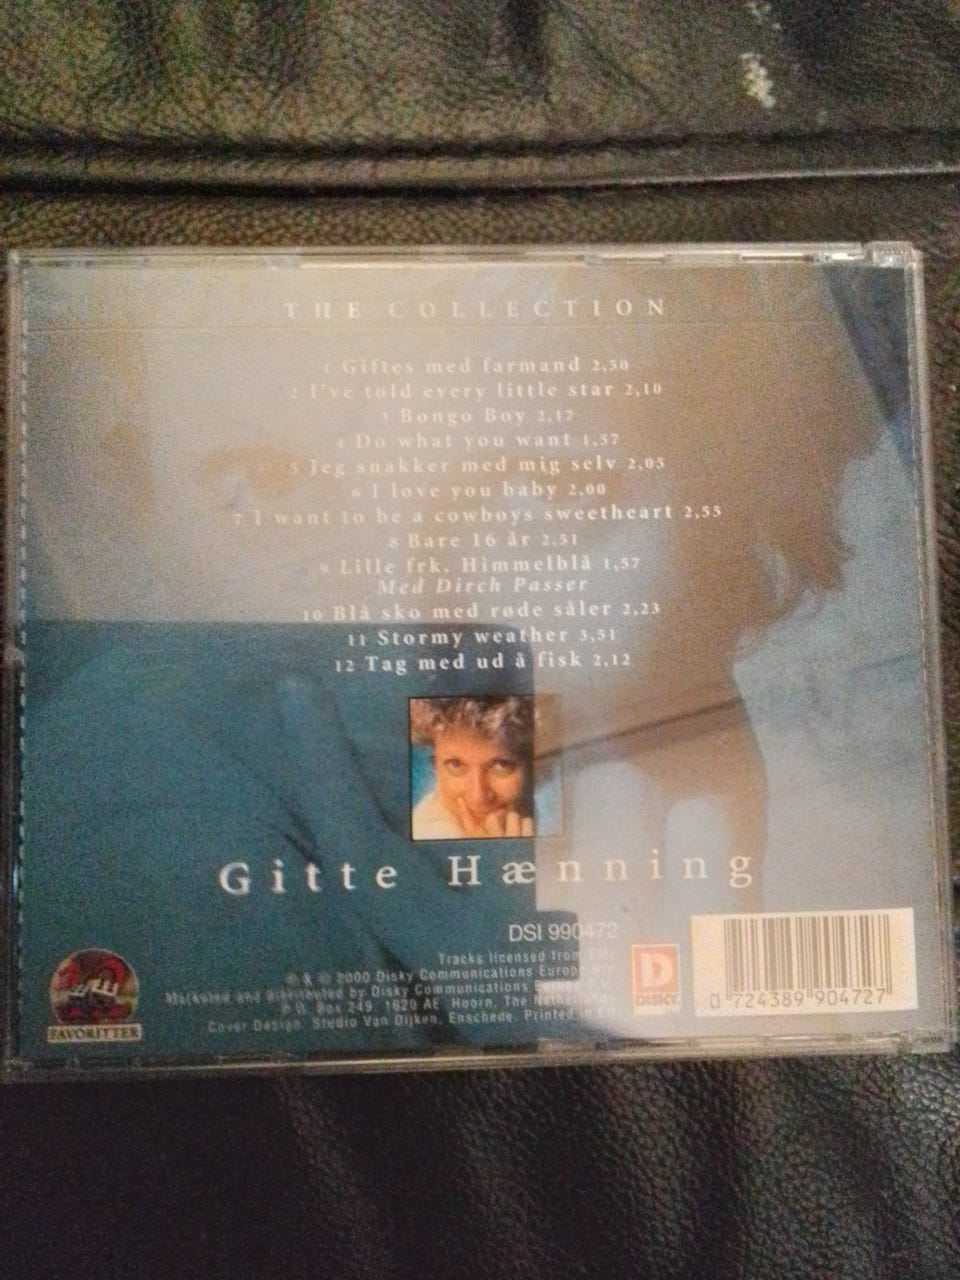 THE COLLECTION
1 Giftes med farmand 2,50
2 I've told every little star 2,10
3 Bongo Boy 2,17
4 Do what you want 1,57
5 Jeg snakker med mig selv 2,05
6 I love you baby 2,00
7 I want to be a cowboys sweetheart 2,55
8 Bare 16 år 2,51
9 Lille frk. Himmelblå 1,57
Med Dirch Passer
10 Blå sko med røde såler 2,23
11 Stormy weather 3,51
12 Tag med ud å fisk 2,12
Gitte Hænning
DSI 990472
Tracks licensed from EMI
℗ & © 2000 Disky Communications Europe B.V.
Marketed and distributed by Disky Communications Europe B.V.
P.O. Box 249, 1620 AE Hoorn, The Netherlands
Cover Design: Studio Van Dijken, Enschede. Printed in
D
DISKY
0 724389 904727
FAVORITTER